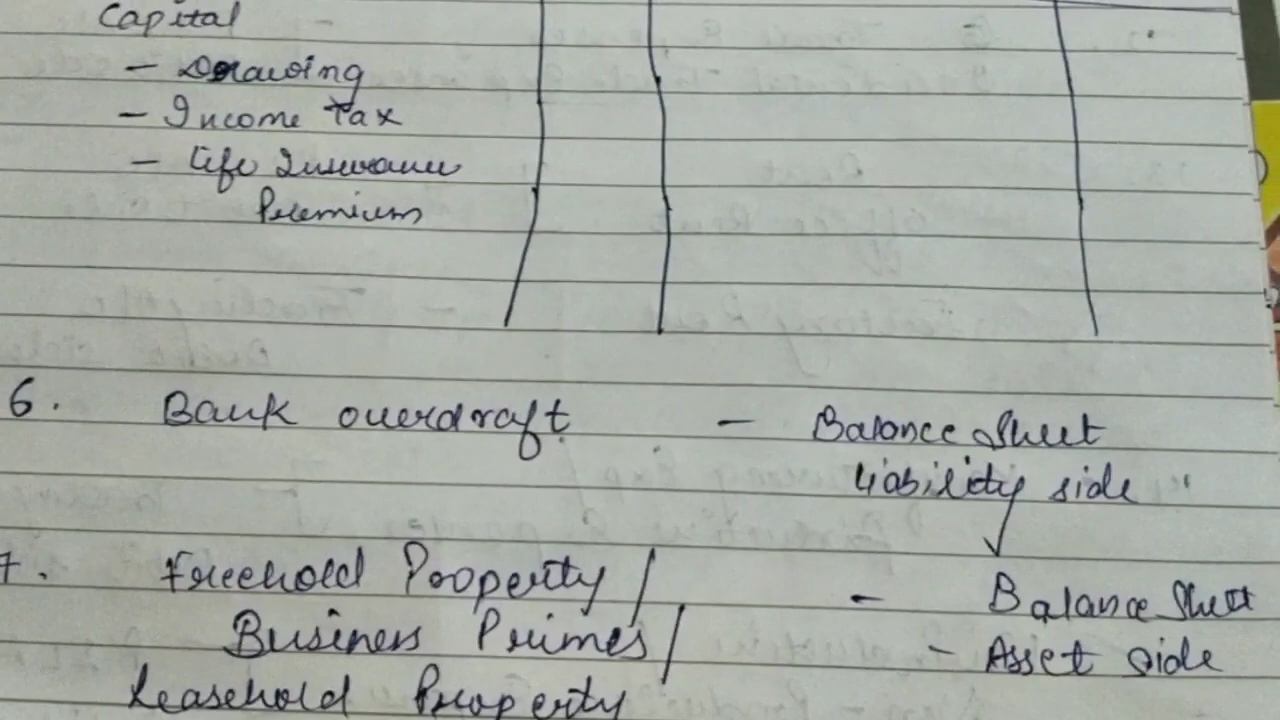 Capital
- Drawing
- Income Tax
- Life Insurance
Premium
6. Bank overdraft - Balance Sheet
liability side
7. Freehold Property / - Balance Sheet
Business Primes / - Asset side
Leasehold Property